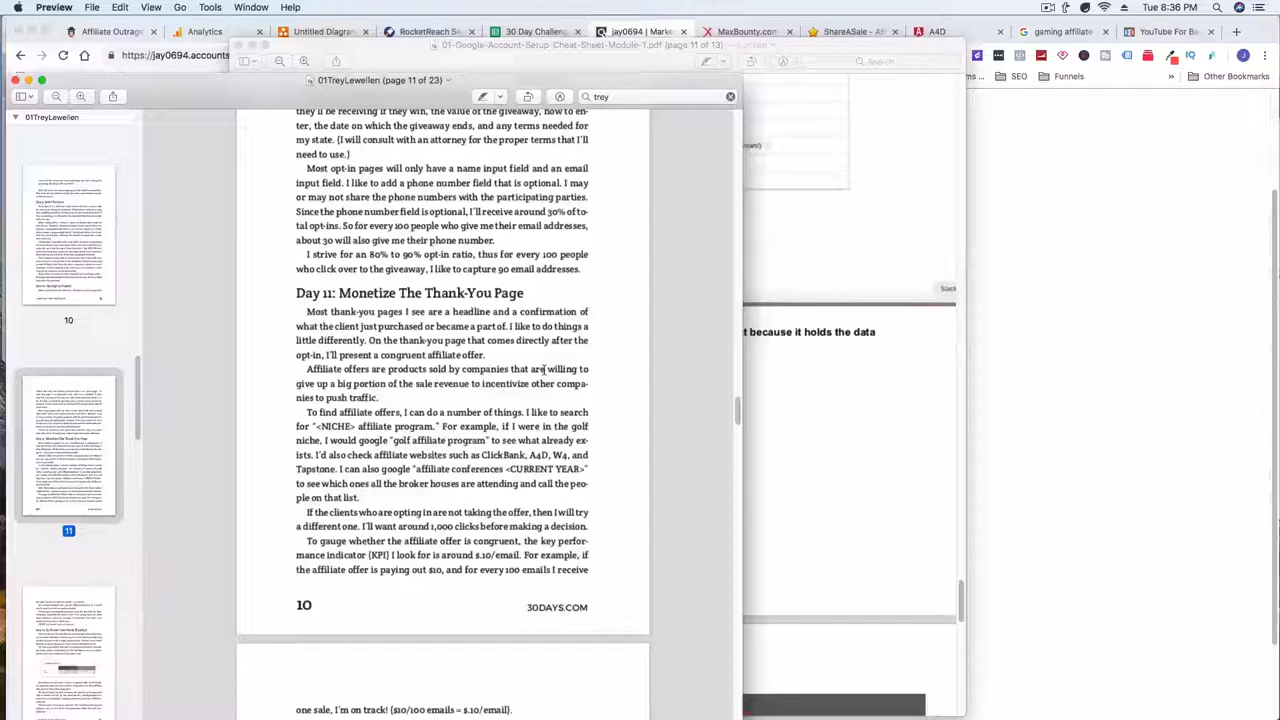 Preview File Edit View Go Tools Window Help
Tue 8:36 PM
Affiliate Outrage
Analytics
Untitled Diagram
RocketReach Se
30 Day Challeng
jay0694 | Marke
MaxBounty.com
ShareASale - Af
A4D
gaming affiliate
YouTube For Ba
https://jay0694.
01-Google-Account-Setup-Cheat-Sheet-Module-1.pdf (page 11 of 13)
Search
SEO
Funnels
»
Other Bookmarks
01TreyLewellen (page 11 of 23)
trey
01TreyLewellen
10
11
they'll be receiving if they win, the value of the giveaway, how to en-
ter, the date on which the giveaway ends, and any terms needed for
my state. (I will consult with an attorney for the proper terms that I'll
need to use.)
Most opt-in pages will only have a name input field and an email
input field. I like to add a phone number field that is optional. I may
or may not share the phone numbers with the participating parties.
Since the phone number field is optional, I'll receive around 30% of to-
tal opt-ins. So for every 100 people who give me their email addresses,
about 30 will also give me their phone number.
I strive for an 80% to 90% opt-in ratio, thus for every 100 people
who click over to the giveaway, I like to capture 90 email addresses.
Day 11: Monetize The Thank-You Page
Most thank-you pages I see are a headline and a confirmation of
what the client just purchased or became a part of. I like to do things a
little differently. On the thank-you page that comes directly after the
opt-in, I'll present a congruent affiliate offer.
Affiliate offers are products sold by companies that are willing to
give up a big portion of the sale revenue to incentivize other compa-
nies to push traffic.
To find affiliate offers, I can do a number of things. I like to search
for "<NICHE> affiliate program." For example, if I were in the golf
niche, I would google "golf affiliate program" to see what already ex-
ists. I'd also check affiliate websites such as ClickBank, A4D, W4, and
Tapstone. I can also google "affiliate conferences <CURRENT YEAR>"
to see which ones all the broker houses are attending and call the peo-
ple on that list.
If the clients who are opting in are not taking the offer, then I will try
a different one. I'll want around 1,000 clicks before making a decision.
To gauge whether the affiliate offer is congruent, the key perfor-
mance indicator (KPI) I look for is around $.10/email. For example, if
the affiliate offer is paying out $10, and for every 100 emails I receive
10
30DAYS.COM
one sale, I'm on track! ($10/100 emails = $.10/email).
t because it holds the data